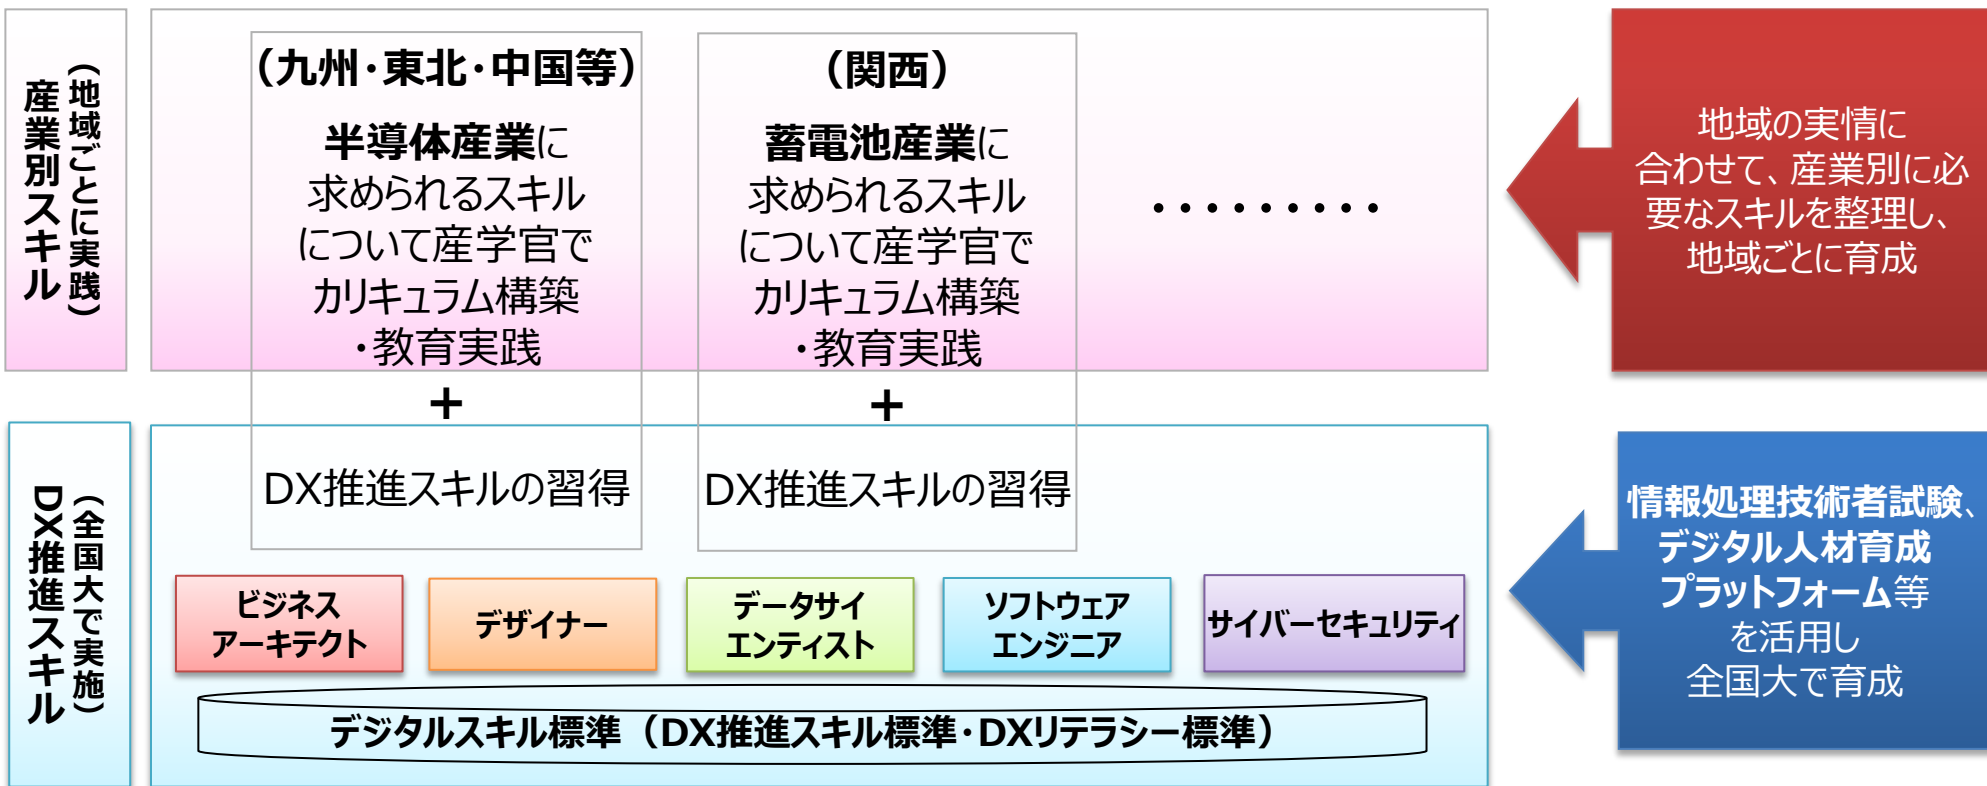 産業別スキル
（地域ごとに実践）
（九州･東北･中国等）
半導体産業に
求められるスキル
について産学官で
カリキュラム構築
・教育実践
+
DX推進スキルの習得
（関西）
蓄電池産業に
求められるスキル
について産学官で
カリキュラム構築
・教育実践
+
DX推進スキルの習得
・・・・・・・・・
地域の実情に
合わせて、産業別に必
要なスキルを整理し、
地域ごとに育成
DX推進スキル
（全国大で実施）
ビジネス
アーキテクト
デザイナー
データサイ
エンティスト
ソフトウェア
エンジニア
サイバーセキュリティ
デジタルスキル標準（DX推進スキル標準･DXリテラシー標準）
情報処理技術者試験、
デジタル人材育成
プラットフォーム等
を活用し
全国大で育成